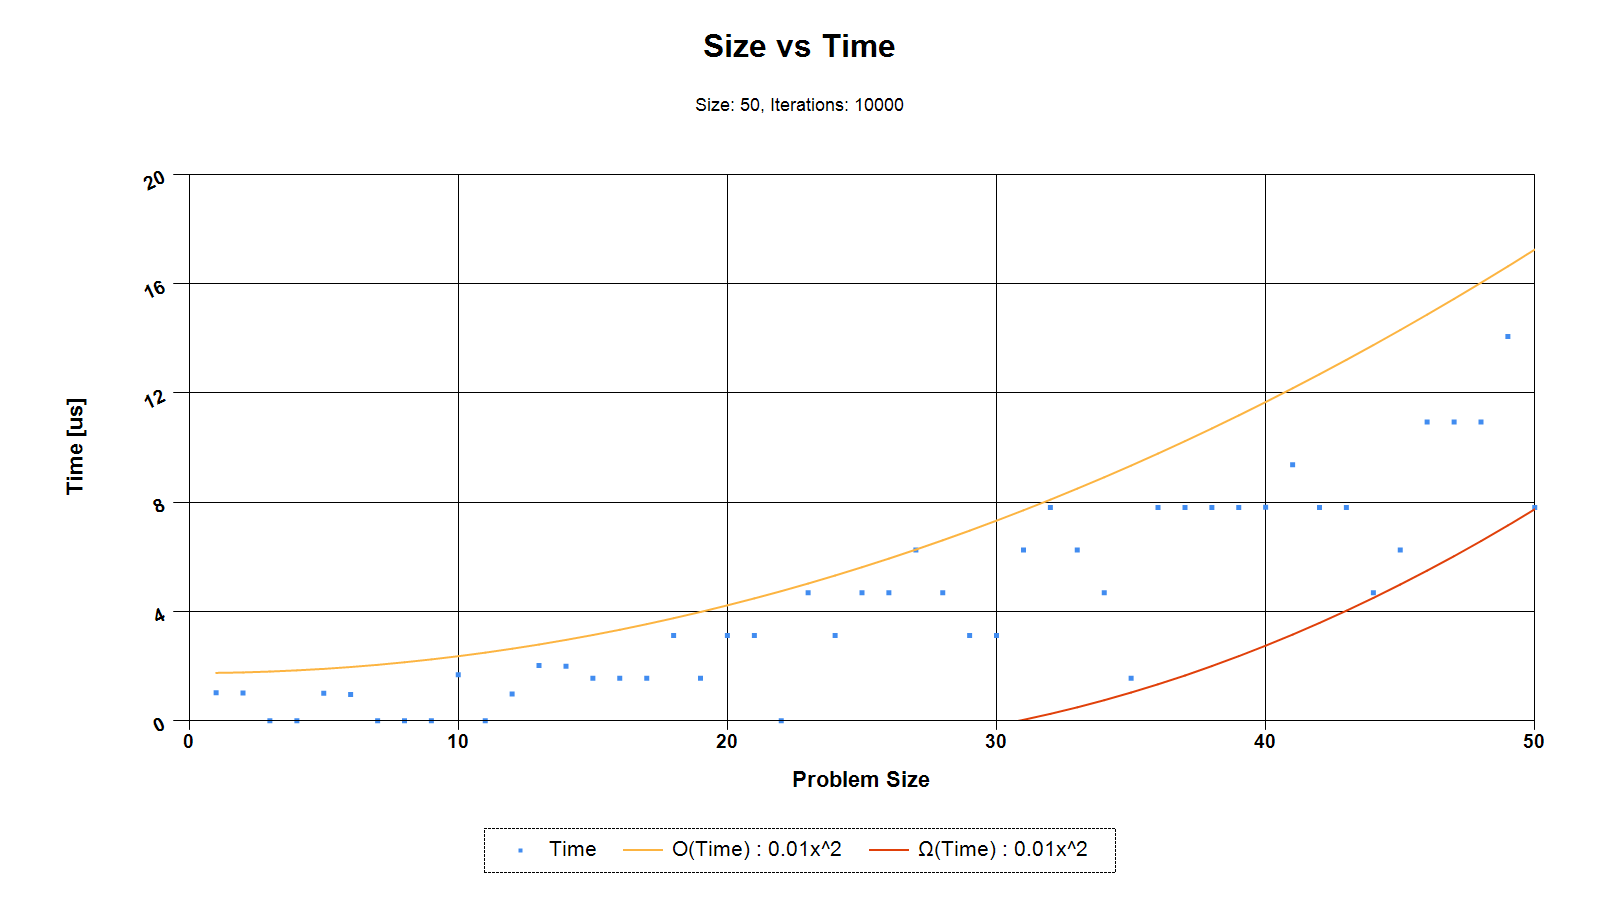 Size vs Time
Size: 50, Iterations: 10000
20
16
12
8
4
0
Time [us]
0 10 20 30 40 50
Problem Size
Time O(Time) : 0.01x^2 Ω(Time) : 0.01x^2